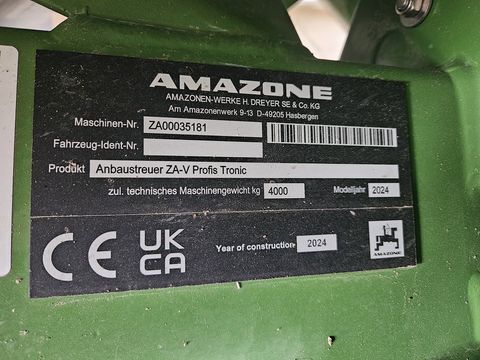 AMAZONE
AMAZONEN-WERKE H. DREYER SE & Co. KG
Am Amazonenwerk 9-13 D-49205 Hasbergen
Maschinen-Nr. ZA00035181
Fahrzeug-Ident-Nr.
Produkt Anbaustreuer ZA-V Profis Tronic
zul. technisches Maschinengewicht kg 4000 Modelljahr 2024
CE UK CA Year of construction 2024
AMAZONE